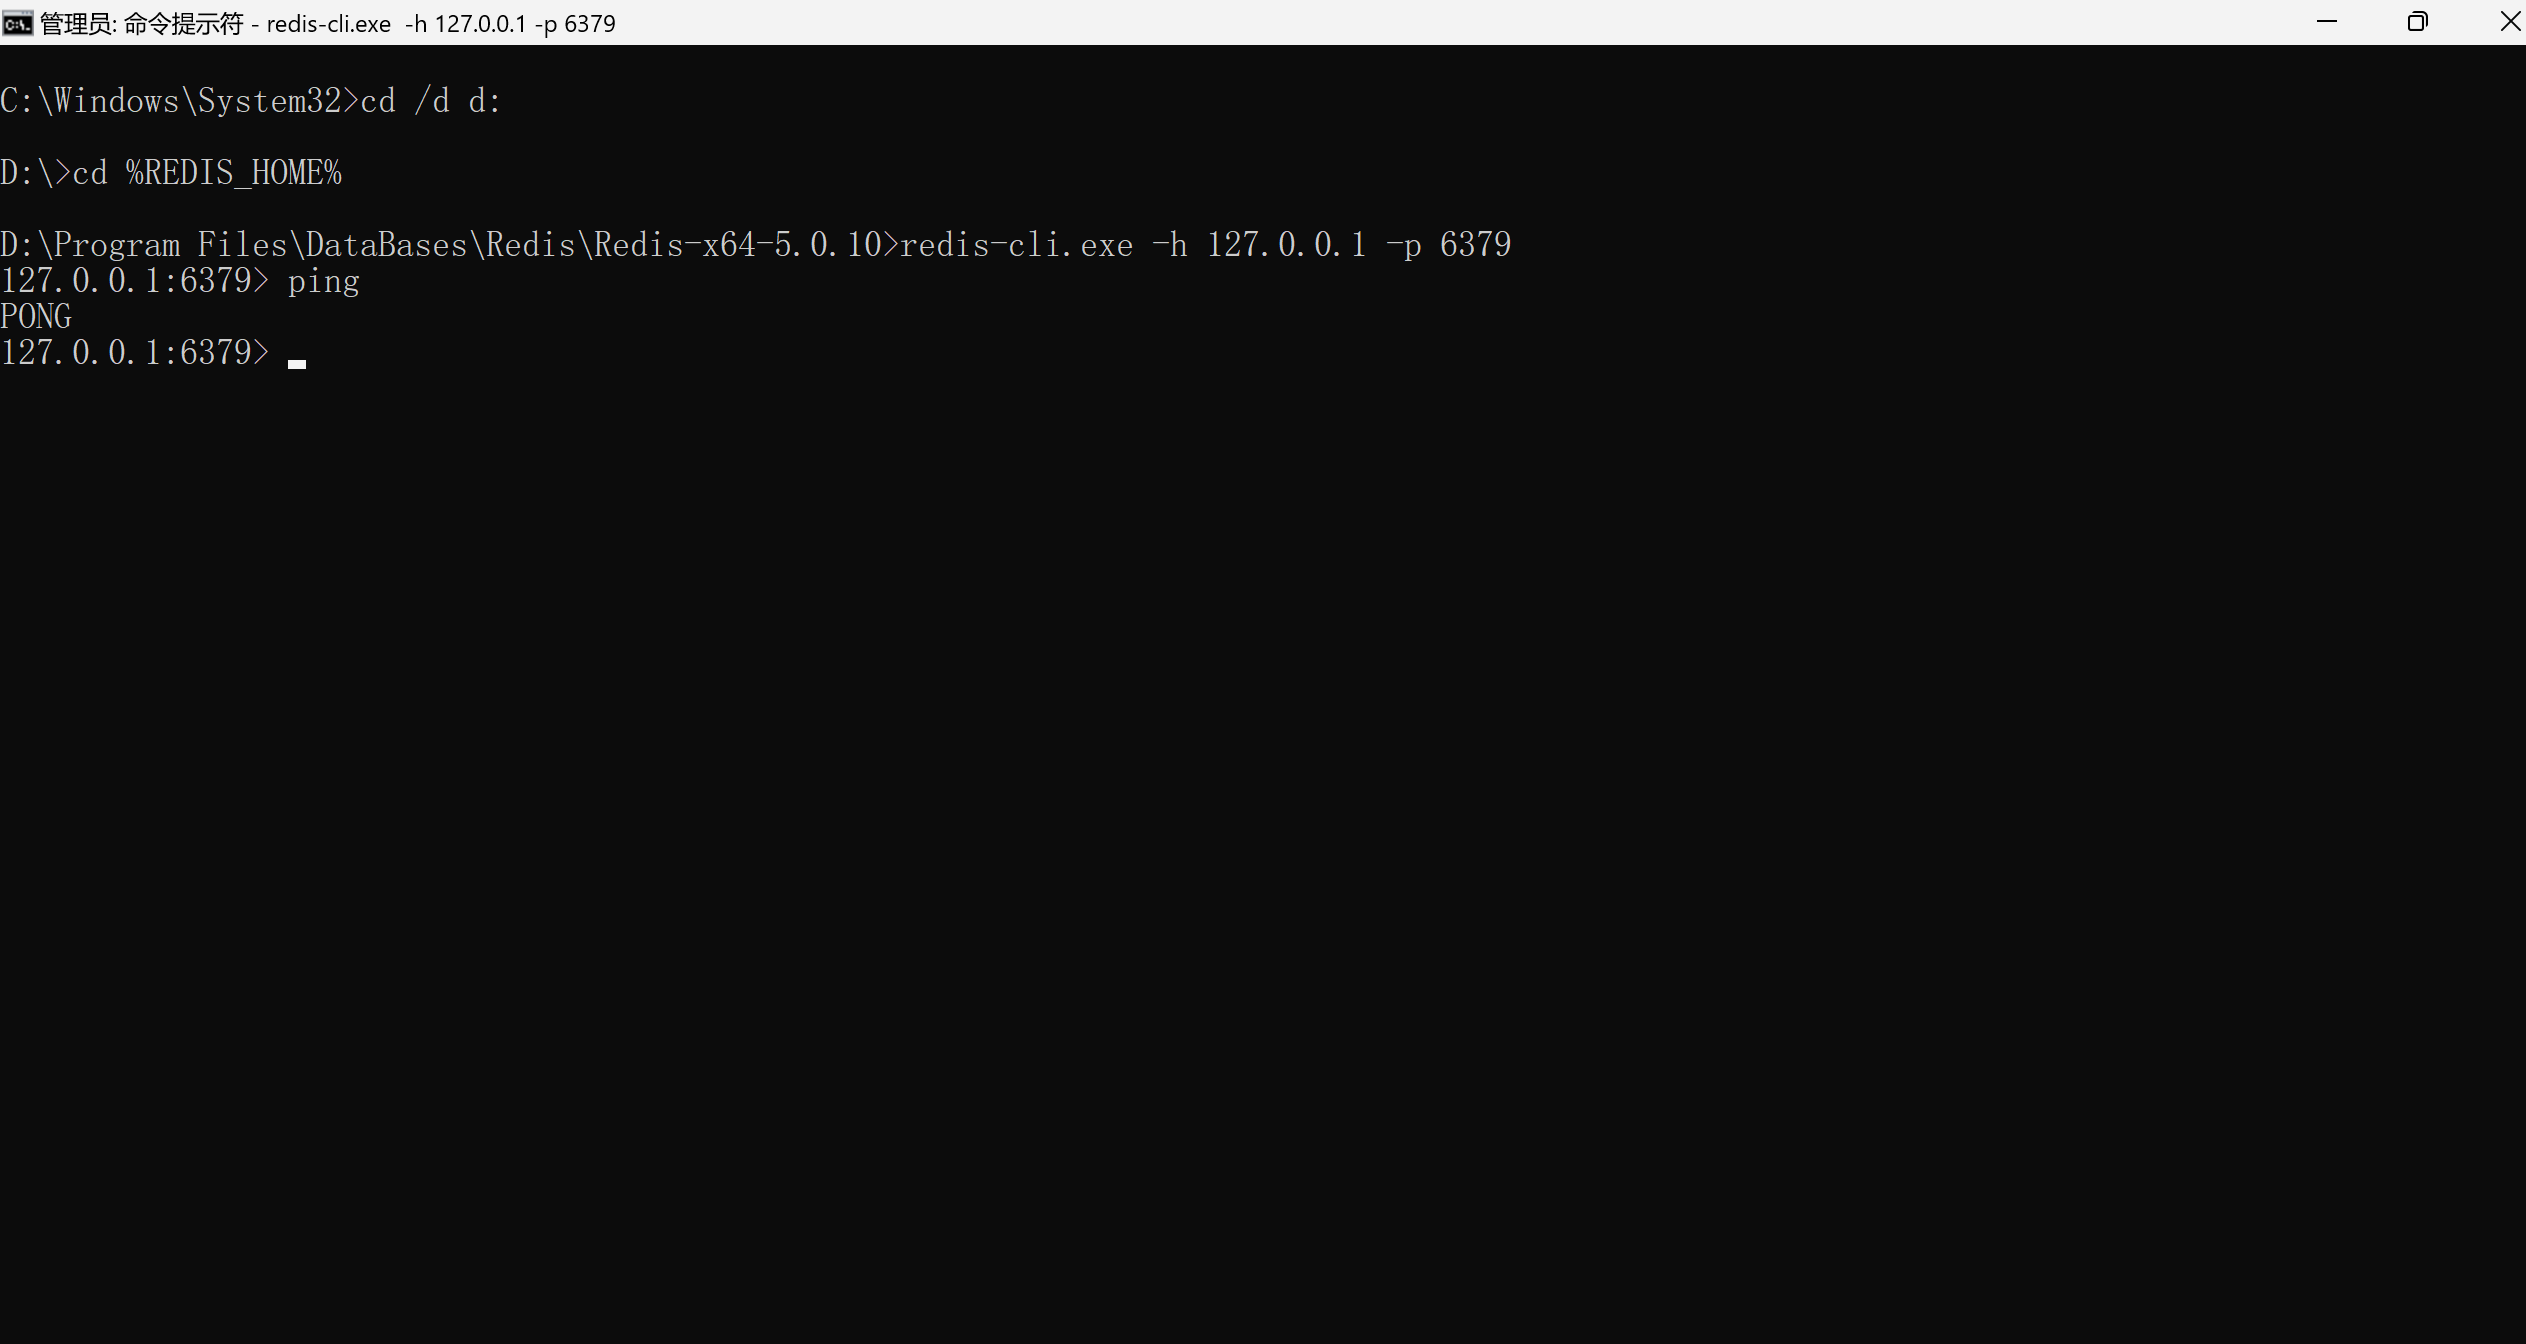 管理员: 命令提示符 - redis-cli.exe  -h 127.0.0.1 -p 6379
C:\Windows\System32>cd /d d:
D:\>cd %REDIS_HOME%
D:\Program Files\DataBases\Redis\Redis-x64-5.0.10>redis-cli.exe -h 127.0.0.1 -p 6379
127.0.0.1:6379> ping
PONG
127.0.0.1:6379>